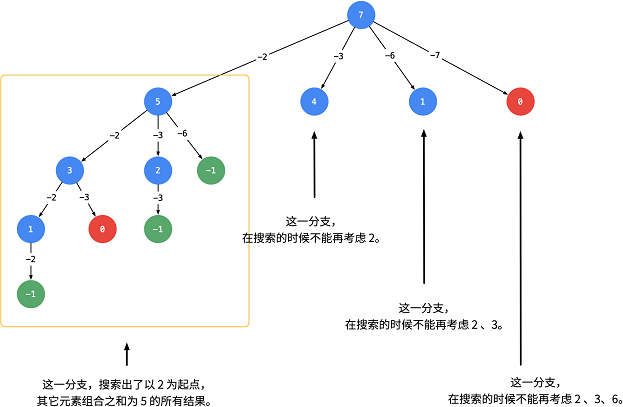 7
-2
-3
-6
-7
5
4
1
0
-2
-3
-6
3
2
-1
-2
-3
-3
1
0
-1
-2
-1
这一分支，
在搜索的时候不能再考虑 2。
这一分支，
在搜索的时候不能再考虑 2 、3。
这一分支，搜索出了以 2 为起点，
其它元素组合之和为 5 的所有结果。
这一分支，
在搜索的时候不能再考虑 2 、3、6。